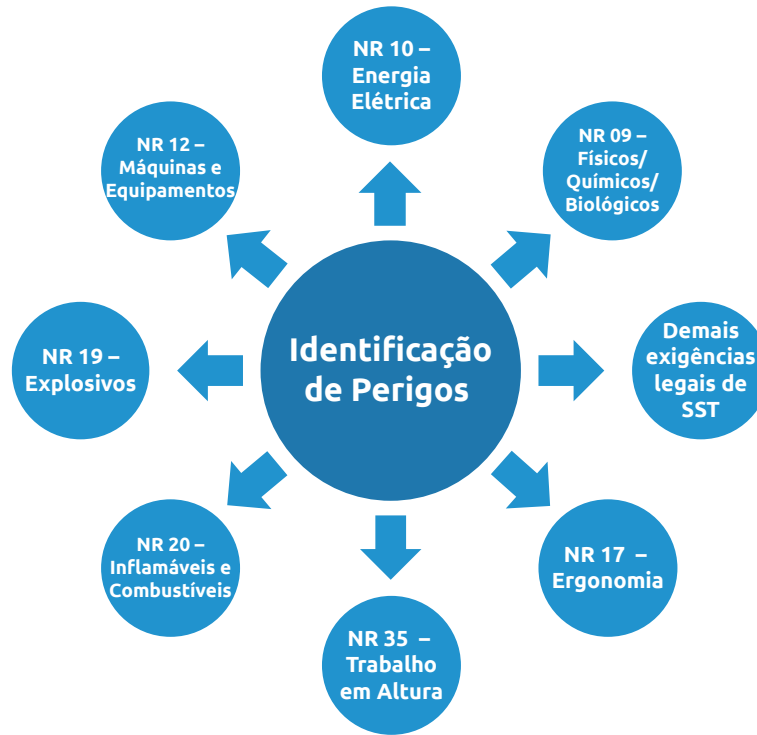 NR 10 –
Energia
Elétrica
NR 09 –
Físicos/
Químicos/
Biológicos
Demais
exigências
legais de
SST
NR 17 –
Ergonomia
NR 35 –
Trabalho
em Altura
NR 20 –
Inflamáveis e
Combustíveis
NR 19 –
Explosivos
NR 12 –
Máquinas e
Equipamentos
Identificação
de Perigos